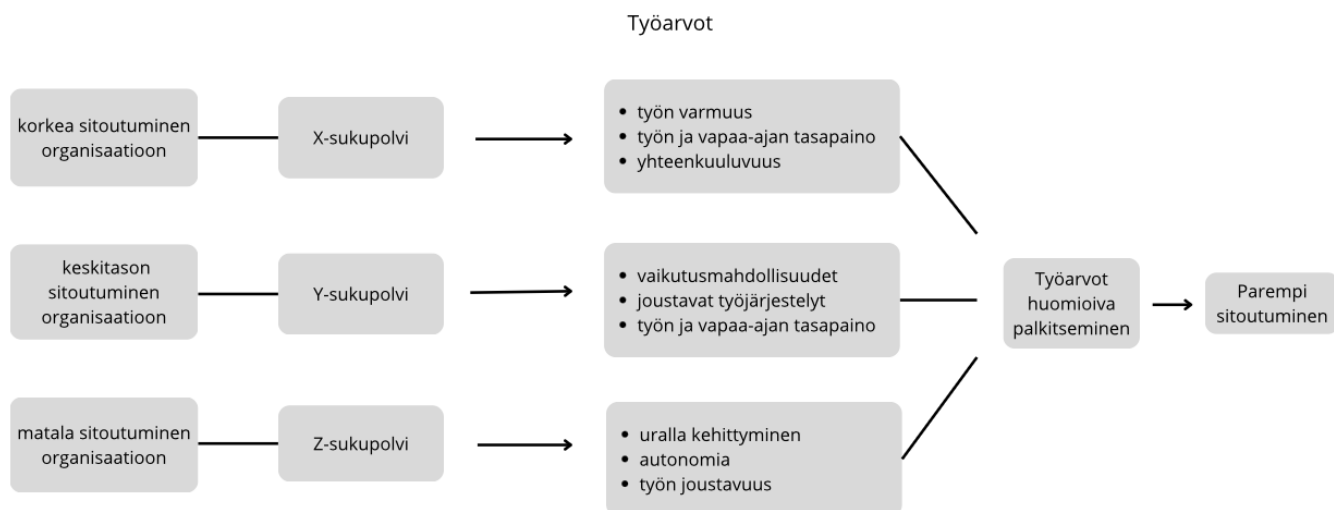 Työarvot
korkea sitoutuminen
organisaatioon
X-sukupolvi
• työn varmuus
• työn ja vapaa-ajan tasapaino
• yhteenkuuluvuus
keskitason
sitoutuminen
organisaatioon
Y-sukupolvi
• vaikutusmahdollisuudet
• joustavat työjärjestelyt
• työn ja vapaa-ajan tasapaino
matala sitoutuminen
organisaatioon
Z-sukupolvi
• uralla kehittyminen
• autonomia
• työn joustavuus
Työarvot
huomioiva
palkitseminen
Parempi
sitoutuminen